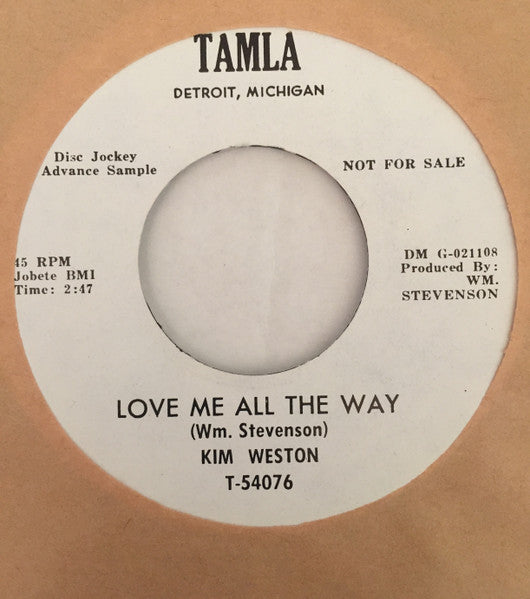 TAMLA
DETROIT, MICHIGAN
Disc Jockey
Advance Sample
NOT FOR SALE
45 RPM
Jobete BMI
Time: 2:47
DM G-021108
Produced By:
WM.
STEVENSON
LOVE ME ALL THE WAY
(Wm. Stevenson)
KIM WESTON
T-54076